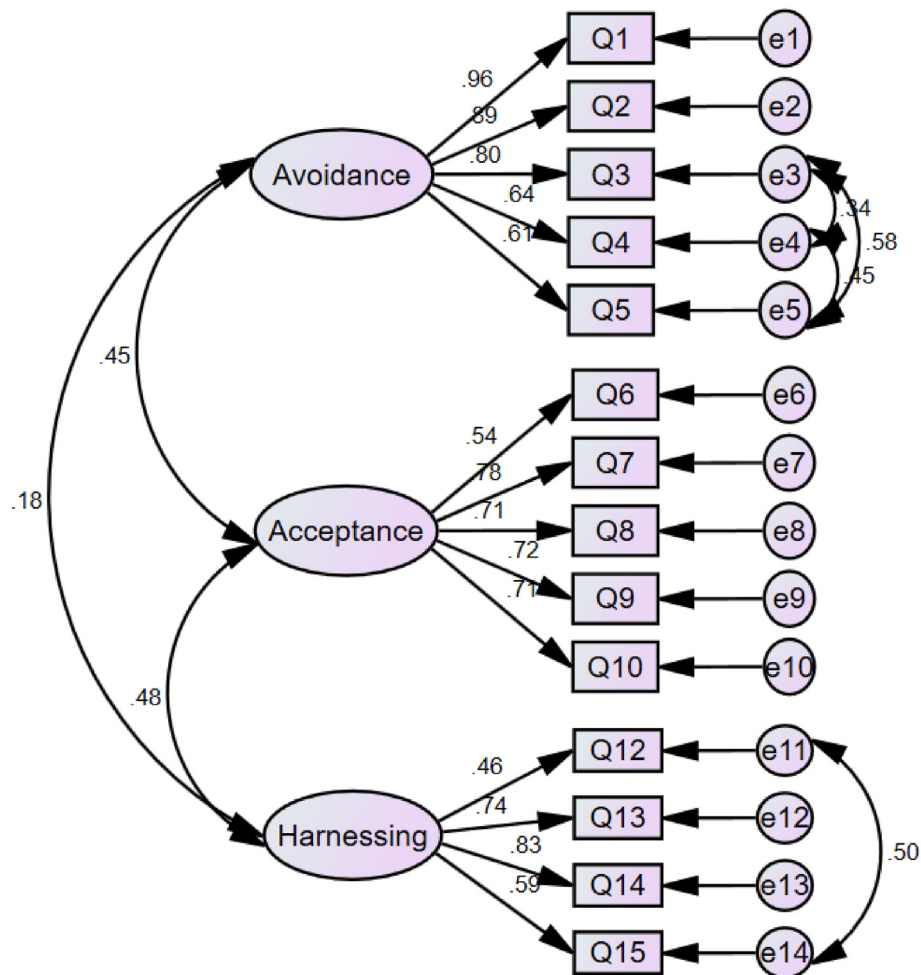 Q1
e1
.96
Q2
e2
.89
.80
Avoidance
Q3
e3
.64
.34
Q4
e4
.61
.58
.45
Q5
e5
.45
Q6
e6
.54
Q7
e7
.78
.71
.18
Acceptance
Q8
e8
.72
Q9
e9
.71
Q10
e10
.48
Q12
e11
.46
.74
Q13
e12
Harnessing
.83
.50
Q14
e13
.59
Q15
e14